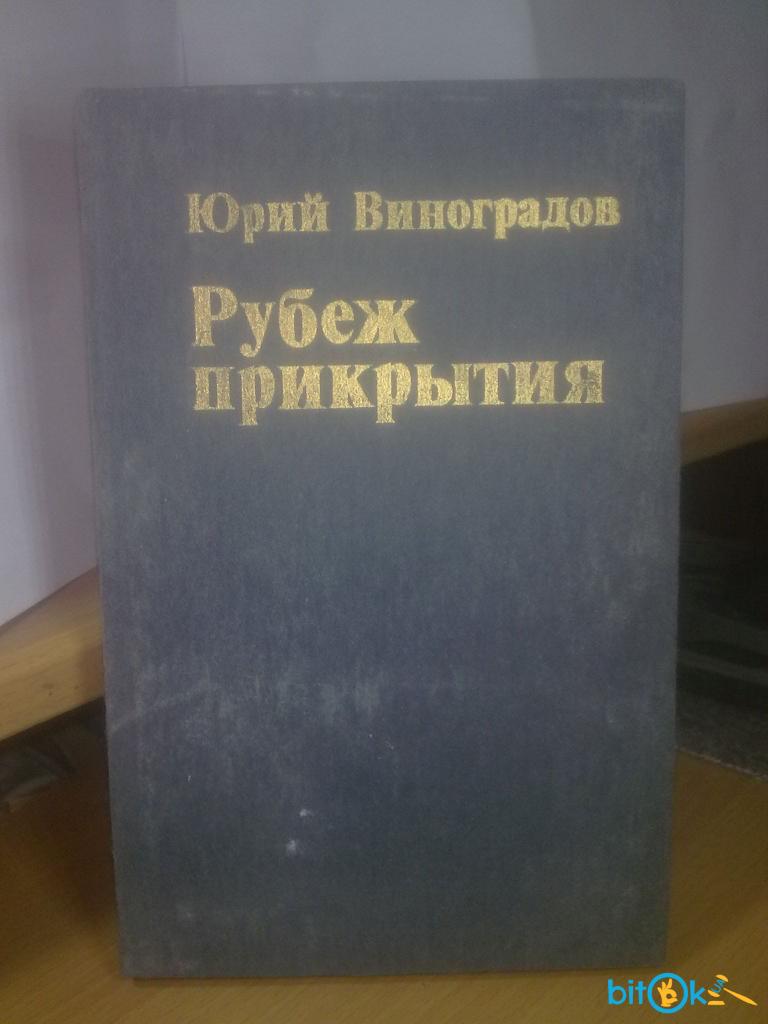 Юрий Виноградов
Рубеж
прикрытия
bitOk